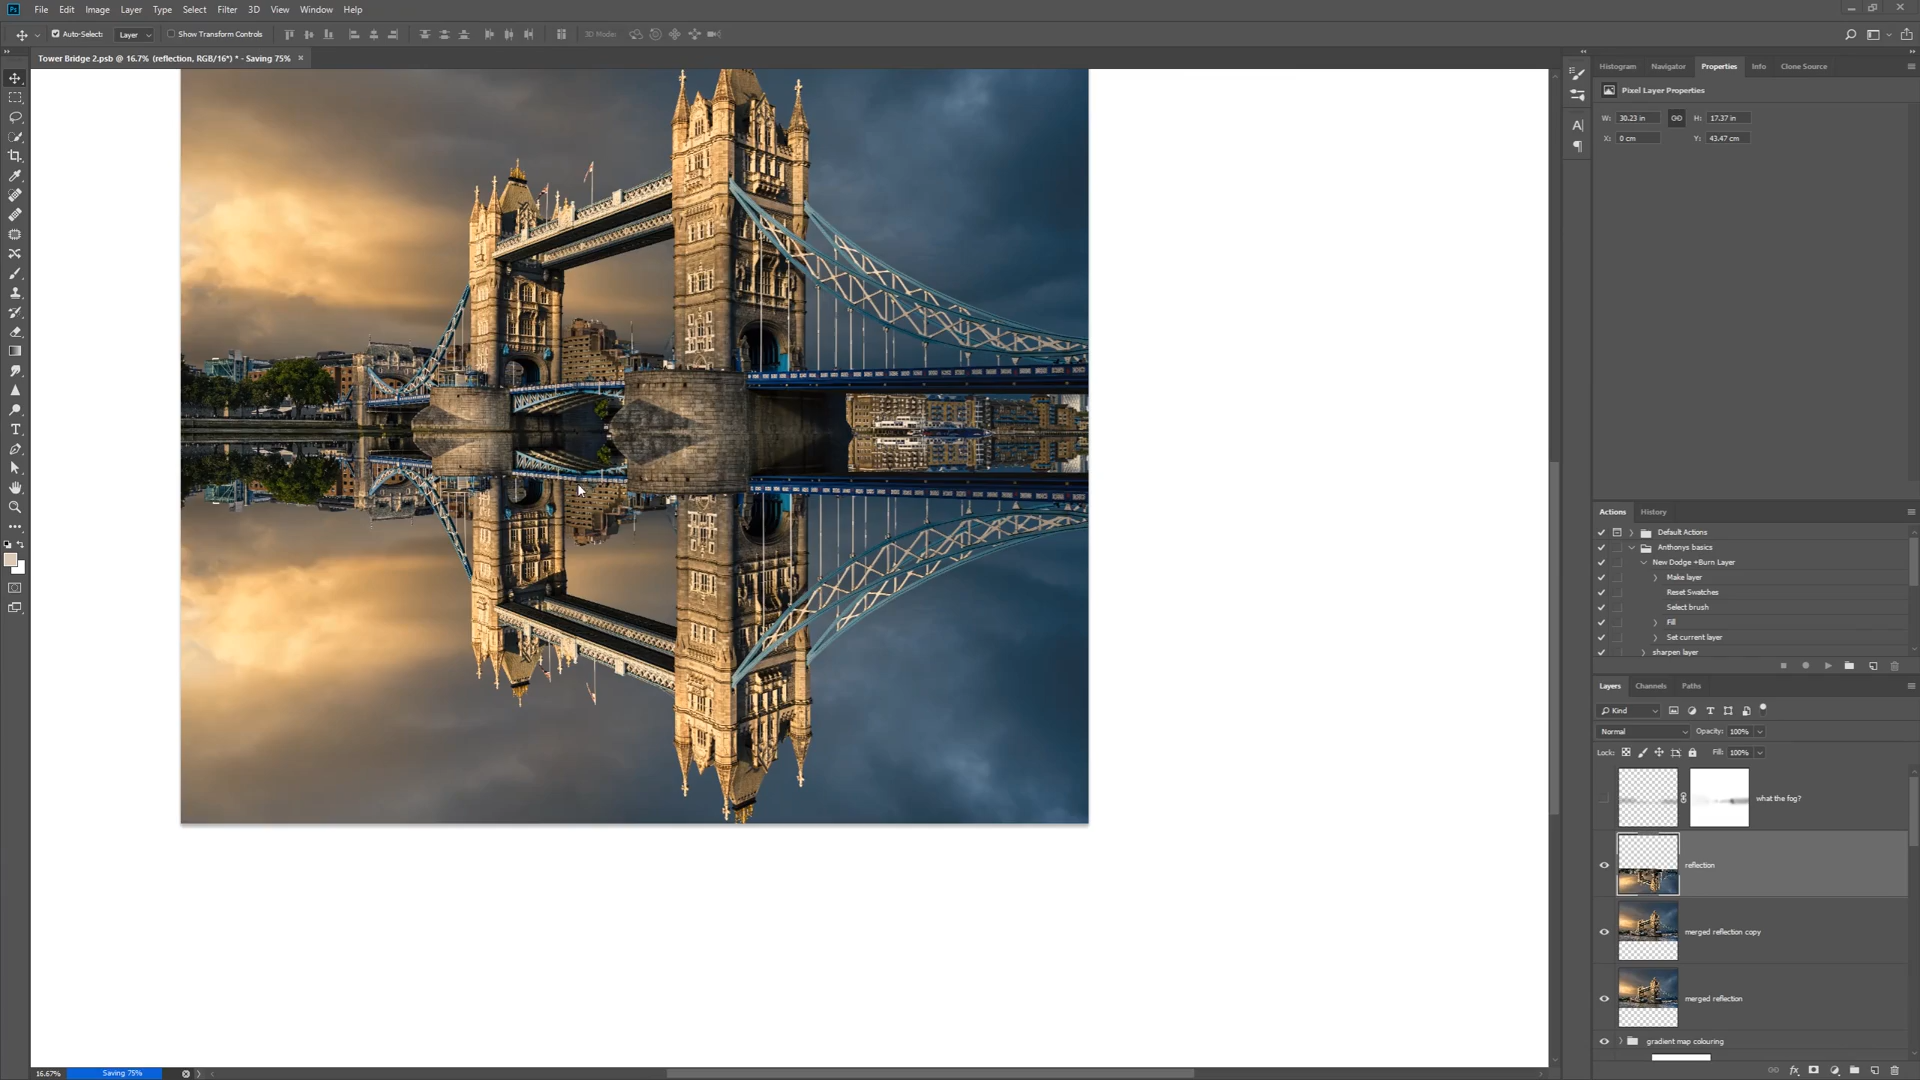 Ps File Edit Image Layer Type Select Filter 3D View Window Help
Auto-Select: Layer Show Transform Controls 3D Mode:
Tower Bridge 2.psb @ 16.7% (reflection, RGB/16*) * - Saving 75% ×
Histogram Navigator Properties Info Clone Source
Pixel Layer Properties
W: 30.23 in H: 17.37 in
X: 0 cm Y: 43.47 cm
Actions History
Default Actions
Anthonys basics
New Dodge +Burn Layer
Make layer
Reset Swatches
Select brush
Fill
Set current layer
sharpen layer
Layers Channels Paths
Kind
Normal Opacity: 100%
Lock: Fill: 100%
what the fog?
reflection
merged reflection copy
merged reflection
gradient map colouring
16.67% Saving 75%